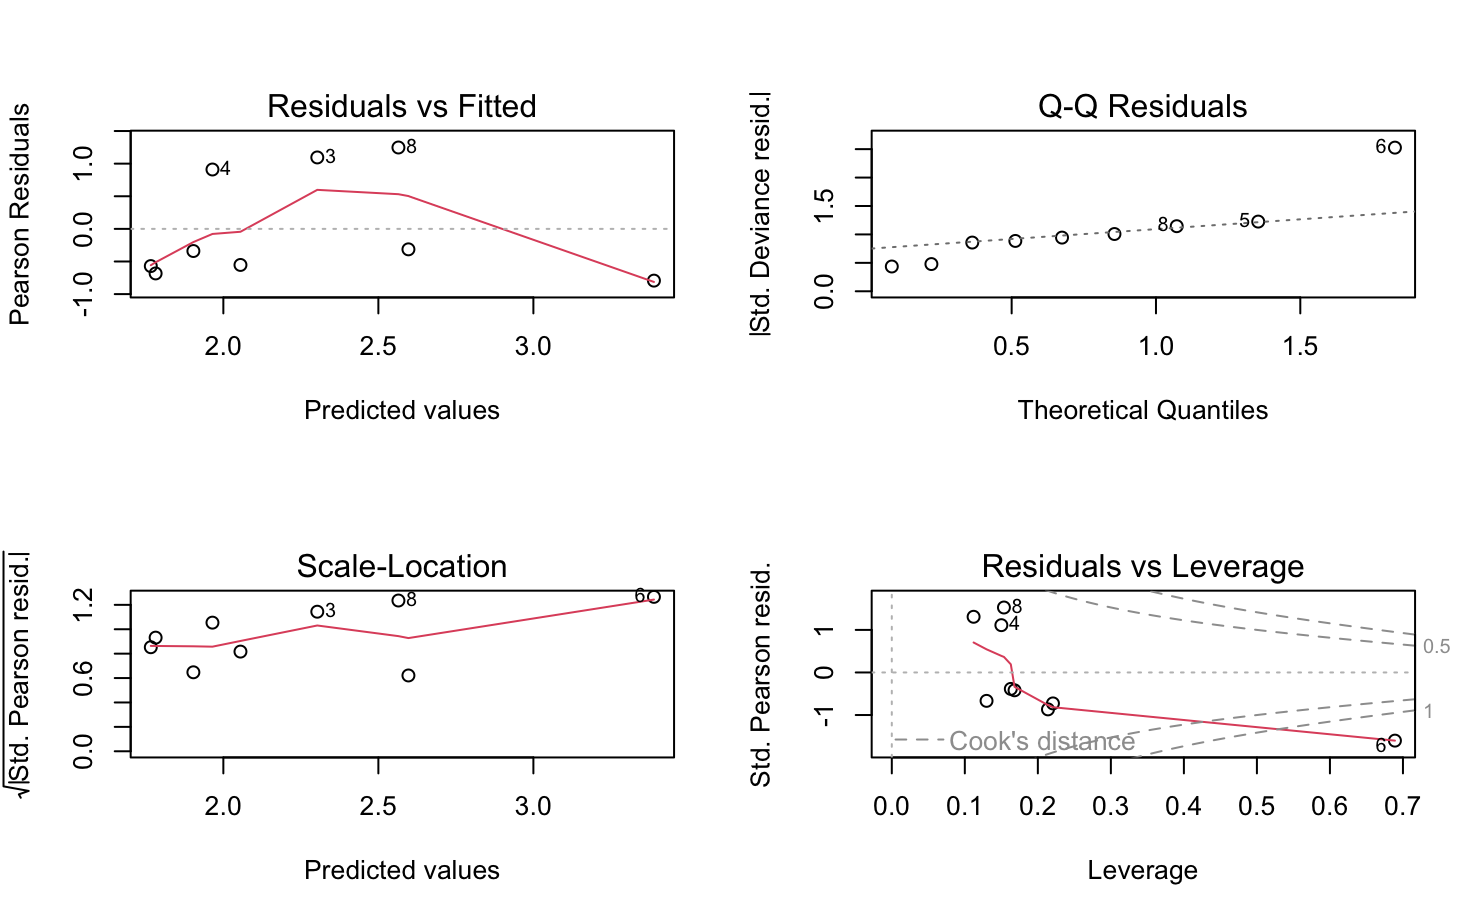 Residuals vs Fitted
Pearson Residuals
1.0
0.0
-1.0
4
3
8
2.0 2.5 3.0
Predicted values
Q-Q Residuals
|Std. Deviance resid.|
1.5
0.0
8
5
6
0.5 1.0 1.5
Theoretical Quantiles
Scale-Location
√|Std. Pearson resid.|
1.2
0.6
0.0
3
8
6
2.0 2.5 3.0
Predicted values
Residuals vs Leverage
Std. Pearson resid.
1
0
-1
8
4
6
0.5
1
Cook's distance
0.0 0.1 0.2 0.3 0.4 0.5 0.6 0.7
Leverage